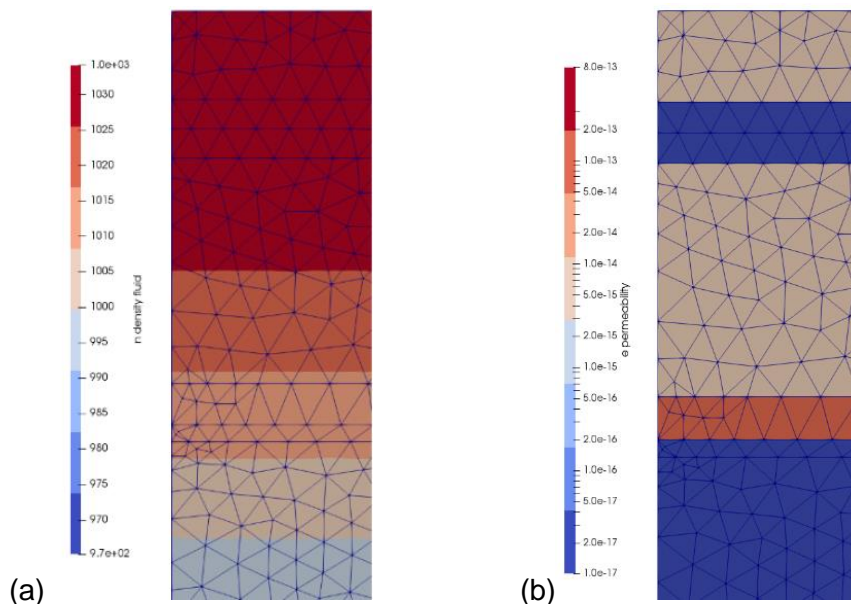 1.0e+03
1030
1025
1020
1015
1010
1005
1000
995
990
985
980
975
970
9.7e+02
n density fluid
(a)
8.0e-13
2.0e-13
1.0e-13
5.0e-14
2.0e-14
1.0e-14
5.0e-15
2.0e-15
1.0e-15
5.0e-16
2.0e-16
1.0e-16
5.0e-17
2.0e-17
1.0e-17
e permeability
(b)